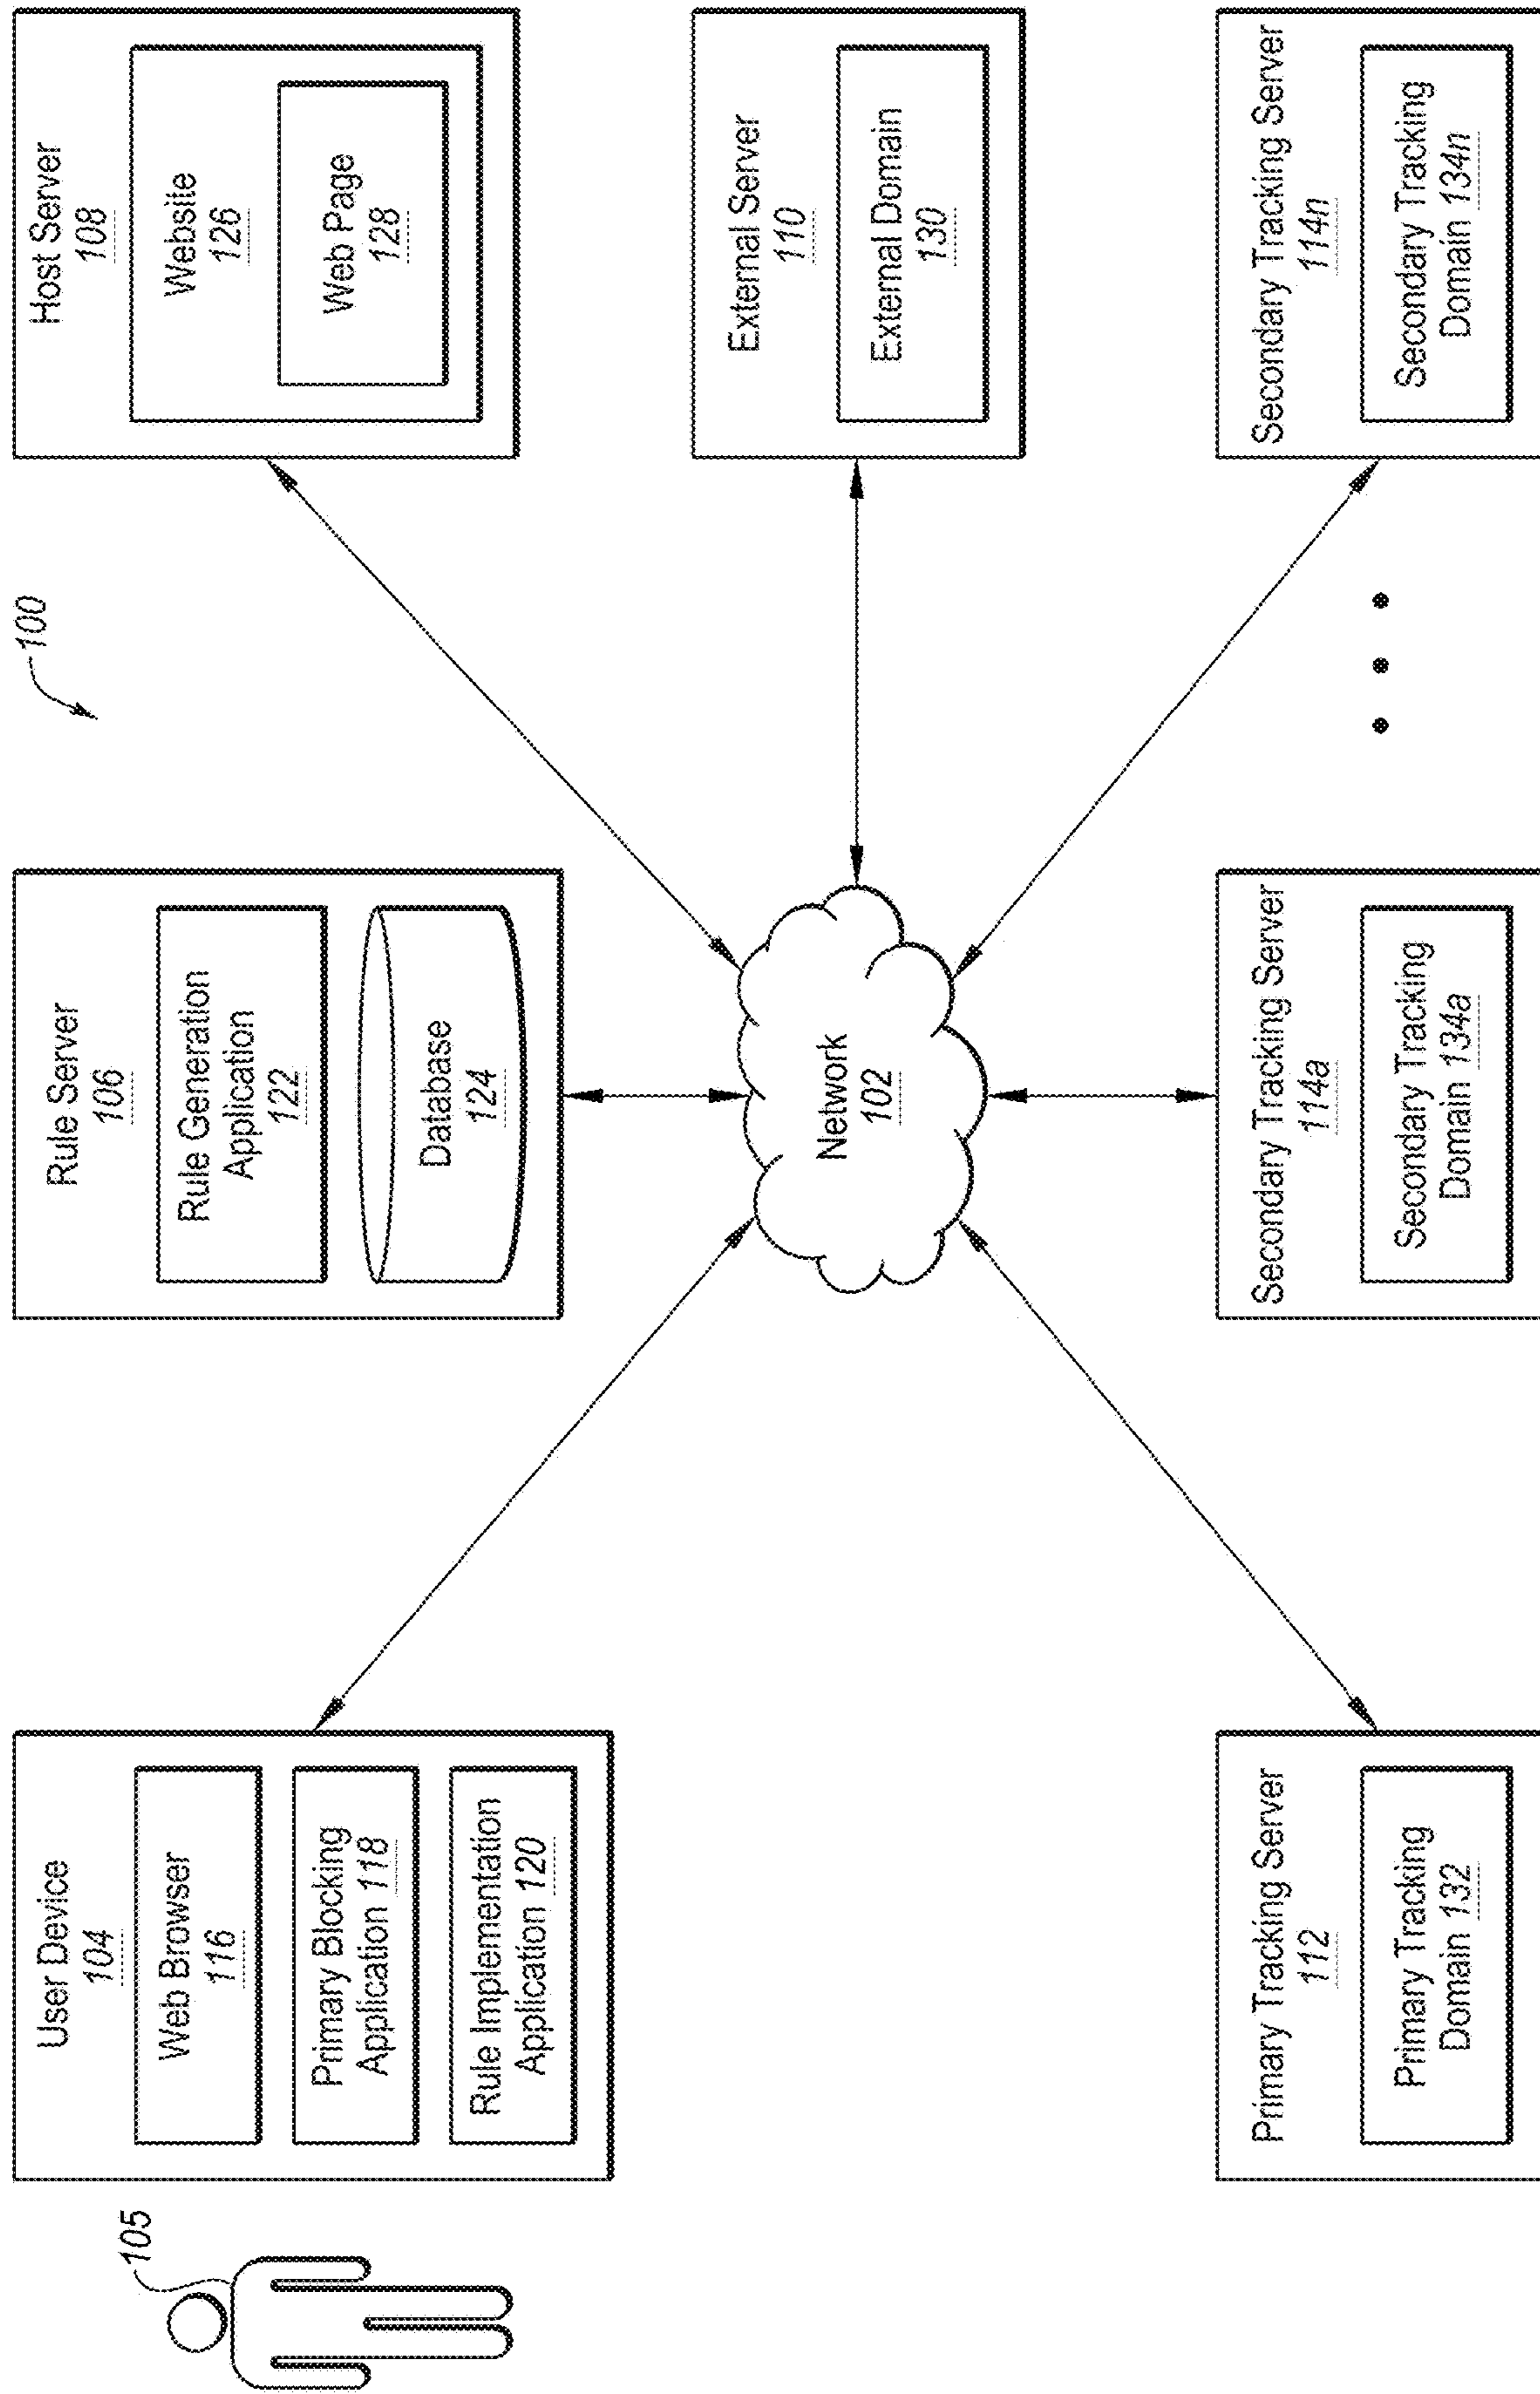 100
105
User Device
104
Web Browser
116
Primary Blocking
Application 118
Rule Implementation
Application 120
Rule Server
106
Rule Generation
Application
122
Database
124
Host Server
108
Website
126
Web Page
128
Network
102
External Server
110
External Domain
130
Primary Tracking Server
112
Primary Tracking
Domain 132
Secondary Tracking Server
114a
Secondary Tracking
Domain 134a
Secondary Tracking Server
114n
Secondary Tracking
Domain 134n